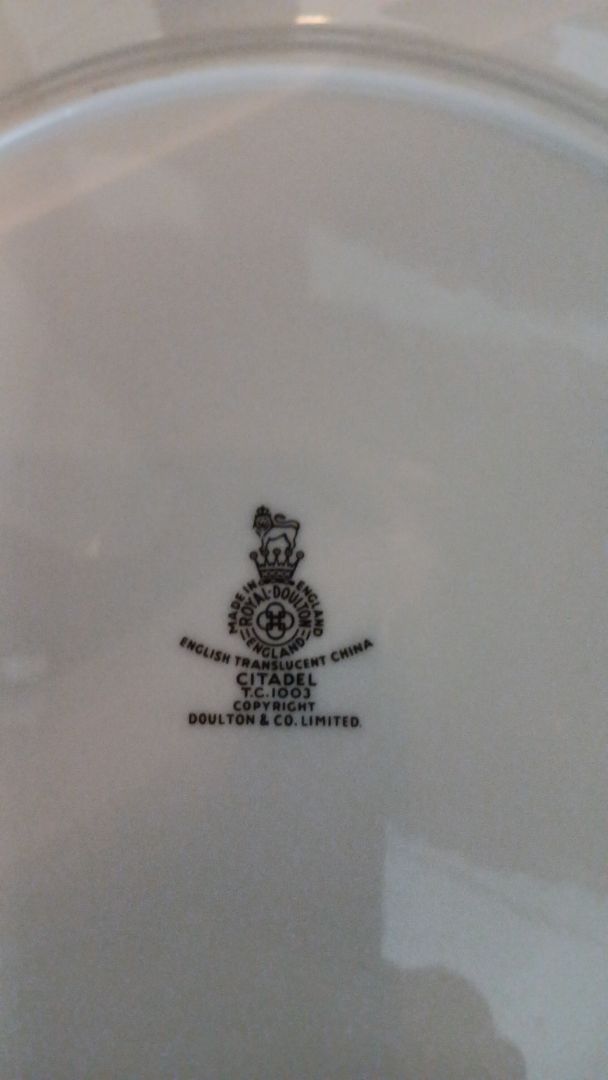 MADE IN ENGLAND
ROYAL·DOULTON
ENGLAND
ENGLISH TRANSLUCENT CHINA
CITADEL
T.C.1003
COPYRIGHT
DOULTON & CO. LIMITED.